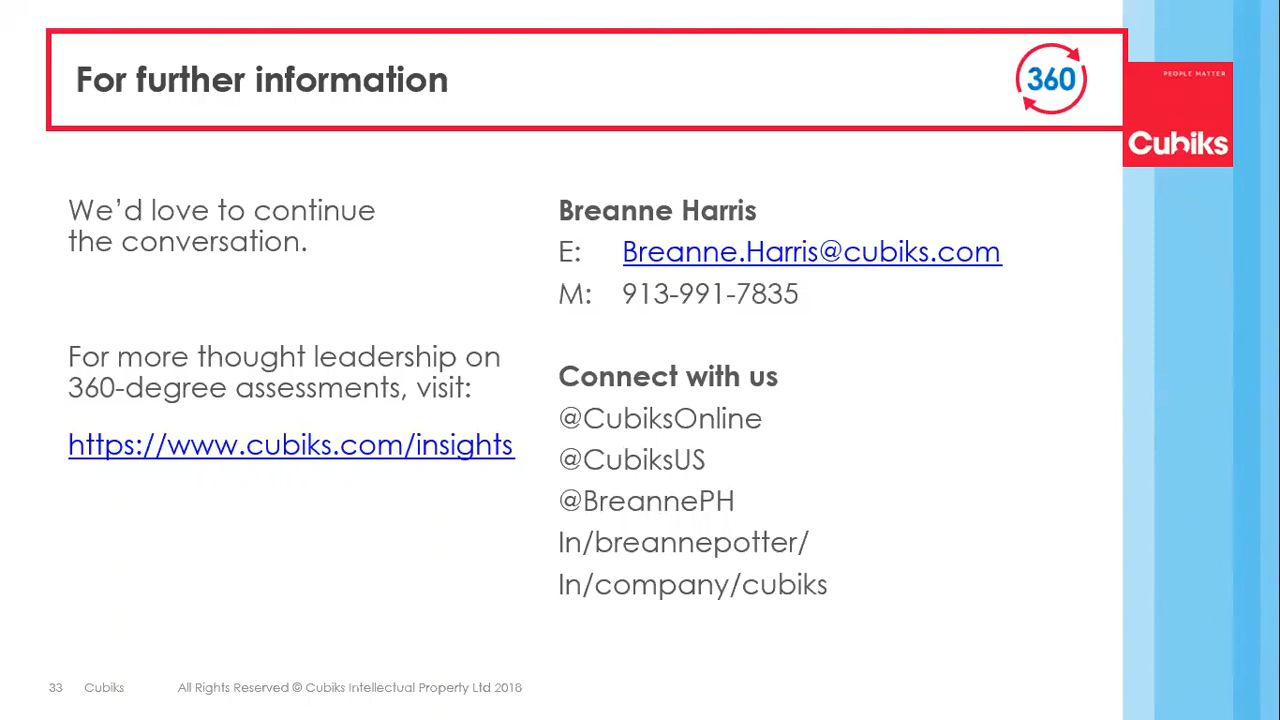 For further information
360
PEOPLE MATTER
Cubiks
We’d love to continue
the conversation.
For more thought leadership on
360-degree assessments, visit:
https://www.cubiks.com/insights
Breanne Harris
E: Breanne.Harris@cubiks.com
M: 913-991-7835
Connect with us
@CubiksOnline
@CubiksUS
@BreannePH
In/breannepotter/
In/company/cubiks
33 Cubiks All Rights Reserved © Cubiks Intellectual Property Ltd 2018